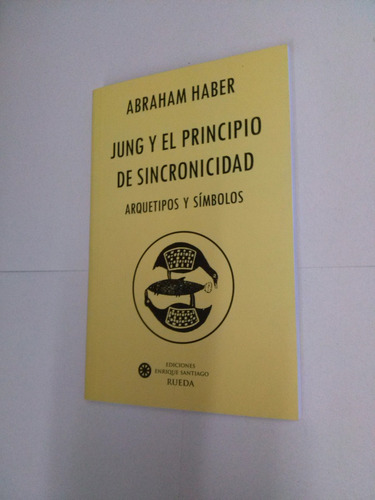 ABRAHAM HABER
JUNG Y EL PRINCIPIO
DE SINCRONICIDAD
ARQUETIPOS Y SÍMBOLOS
EDICIONES
ENRIQUE SANTIAGO
RUEDA